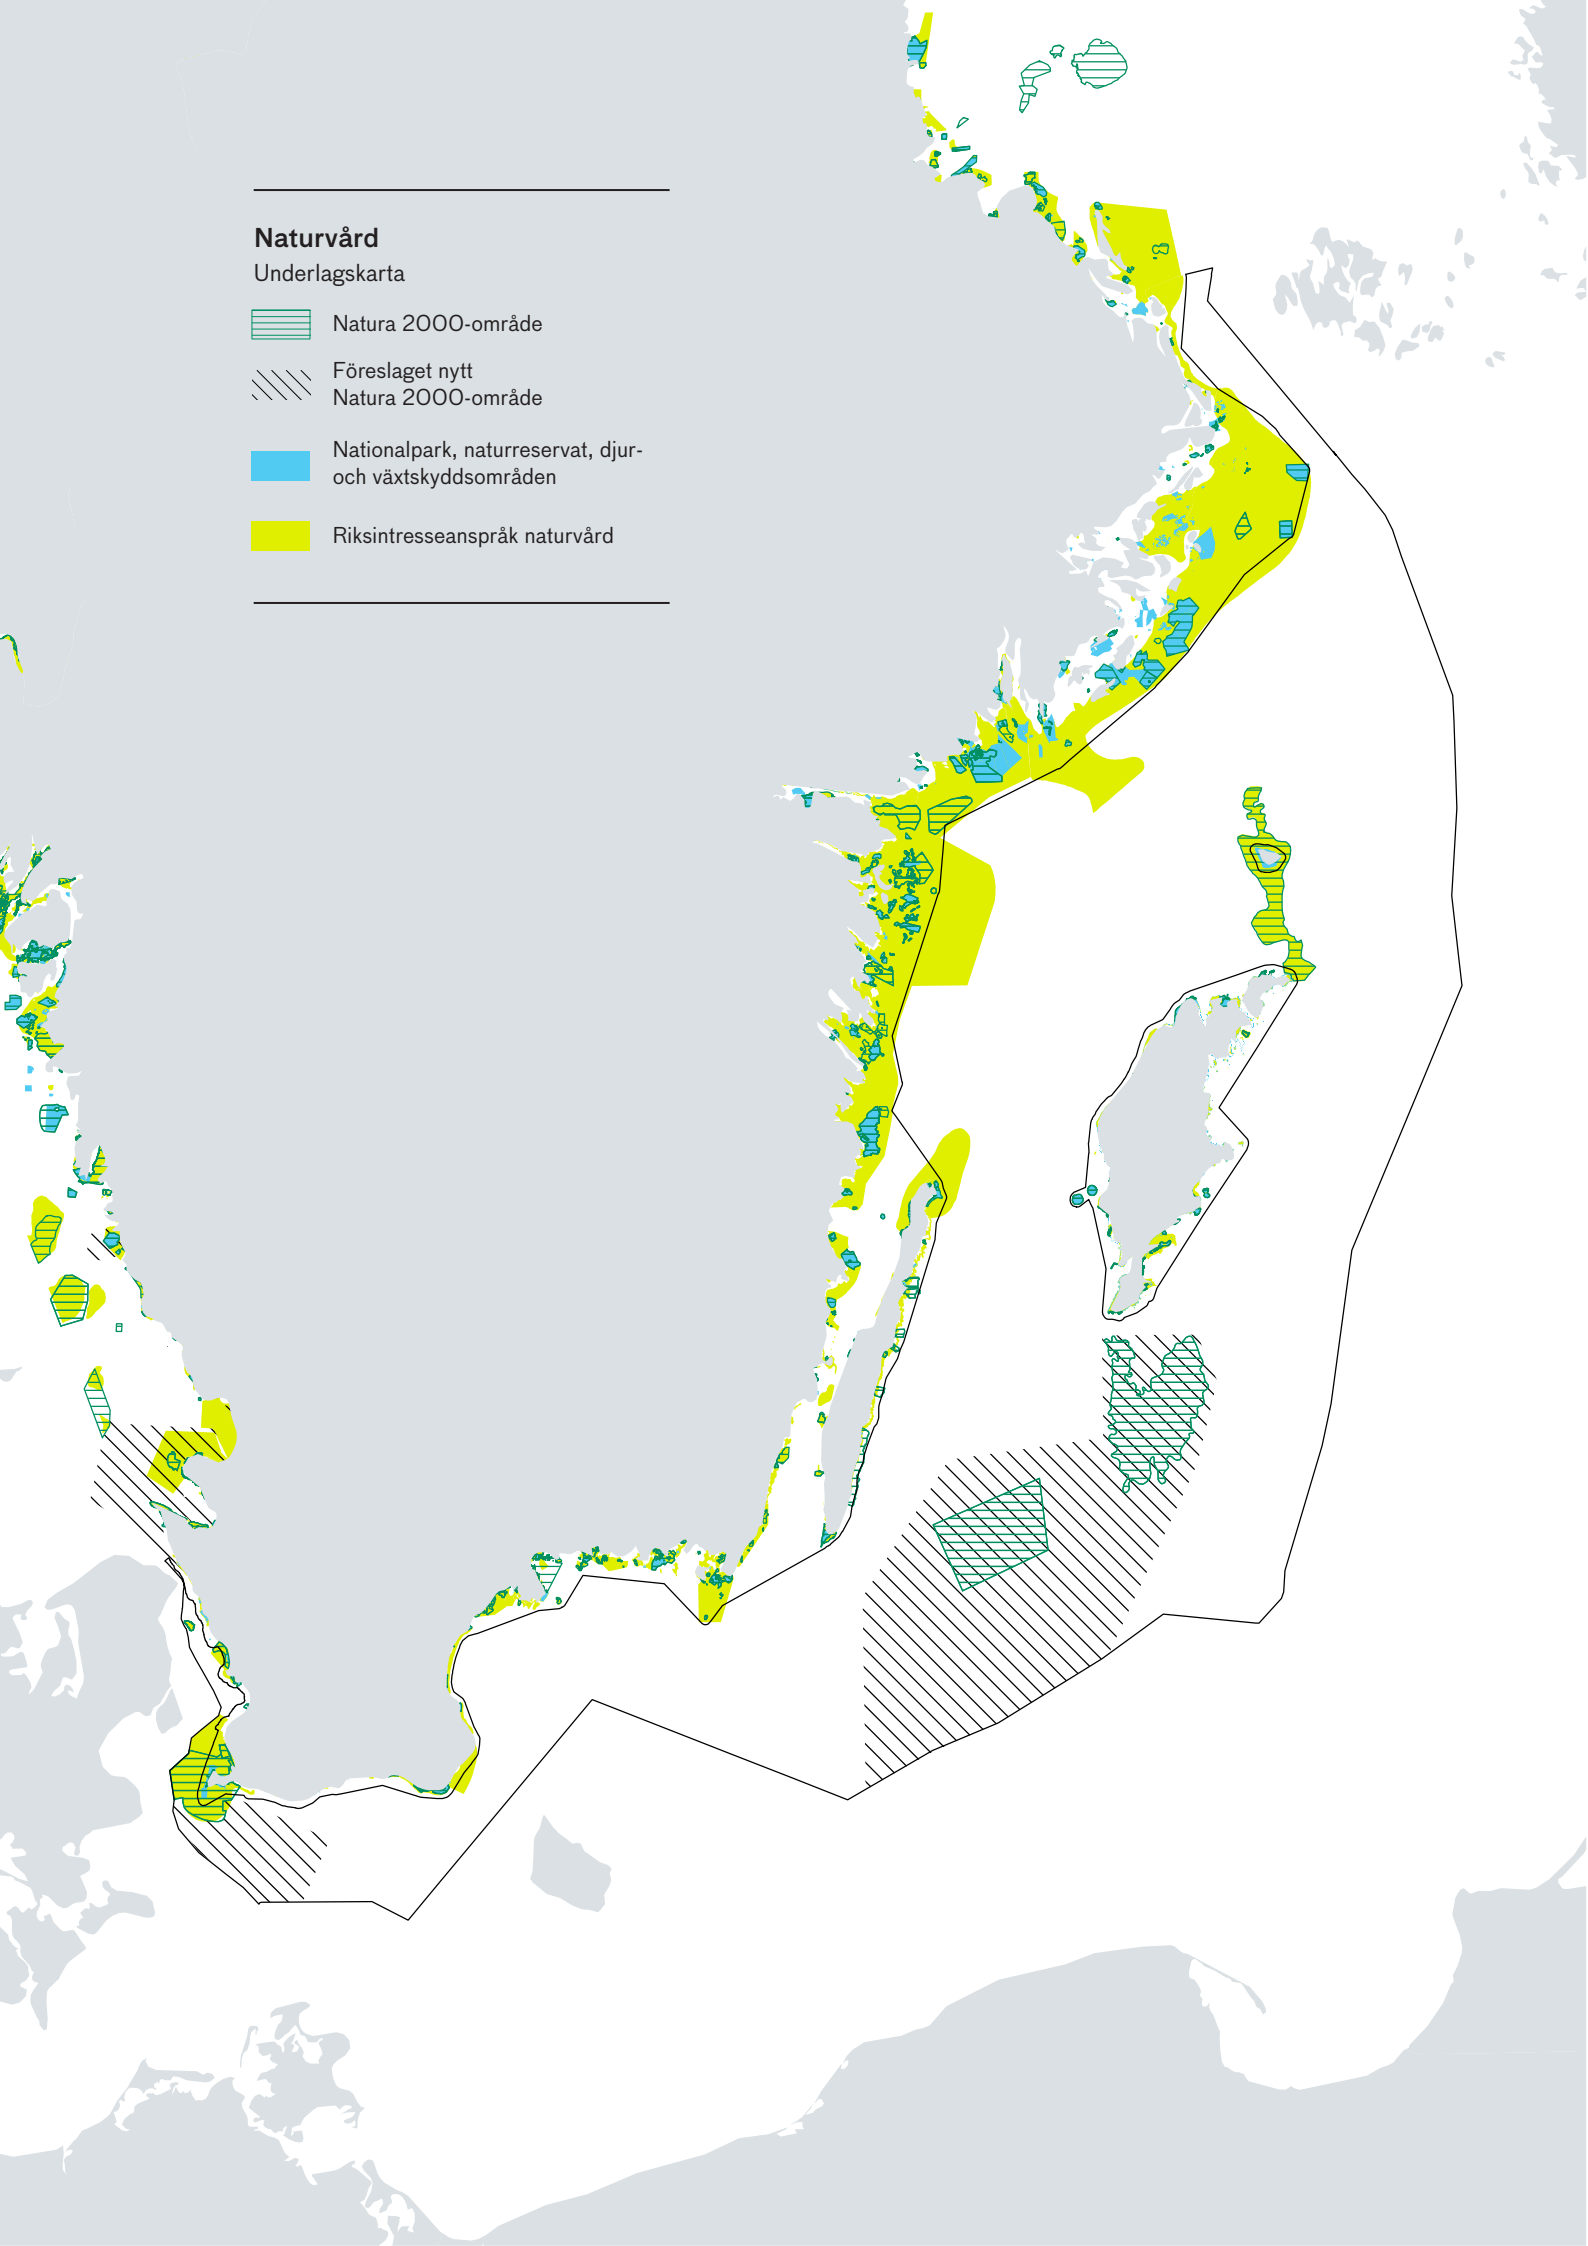 Naturvård
Underlagskarta
Natura 2000-område
Föreslaget nytt
Natura 2000-område
Nationalpark, naturreservat, djur-
och växtskyddsområden
Riksintresseanspråk naturvård